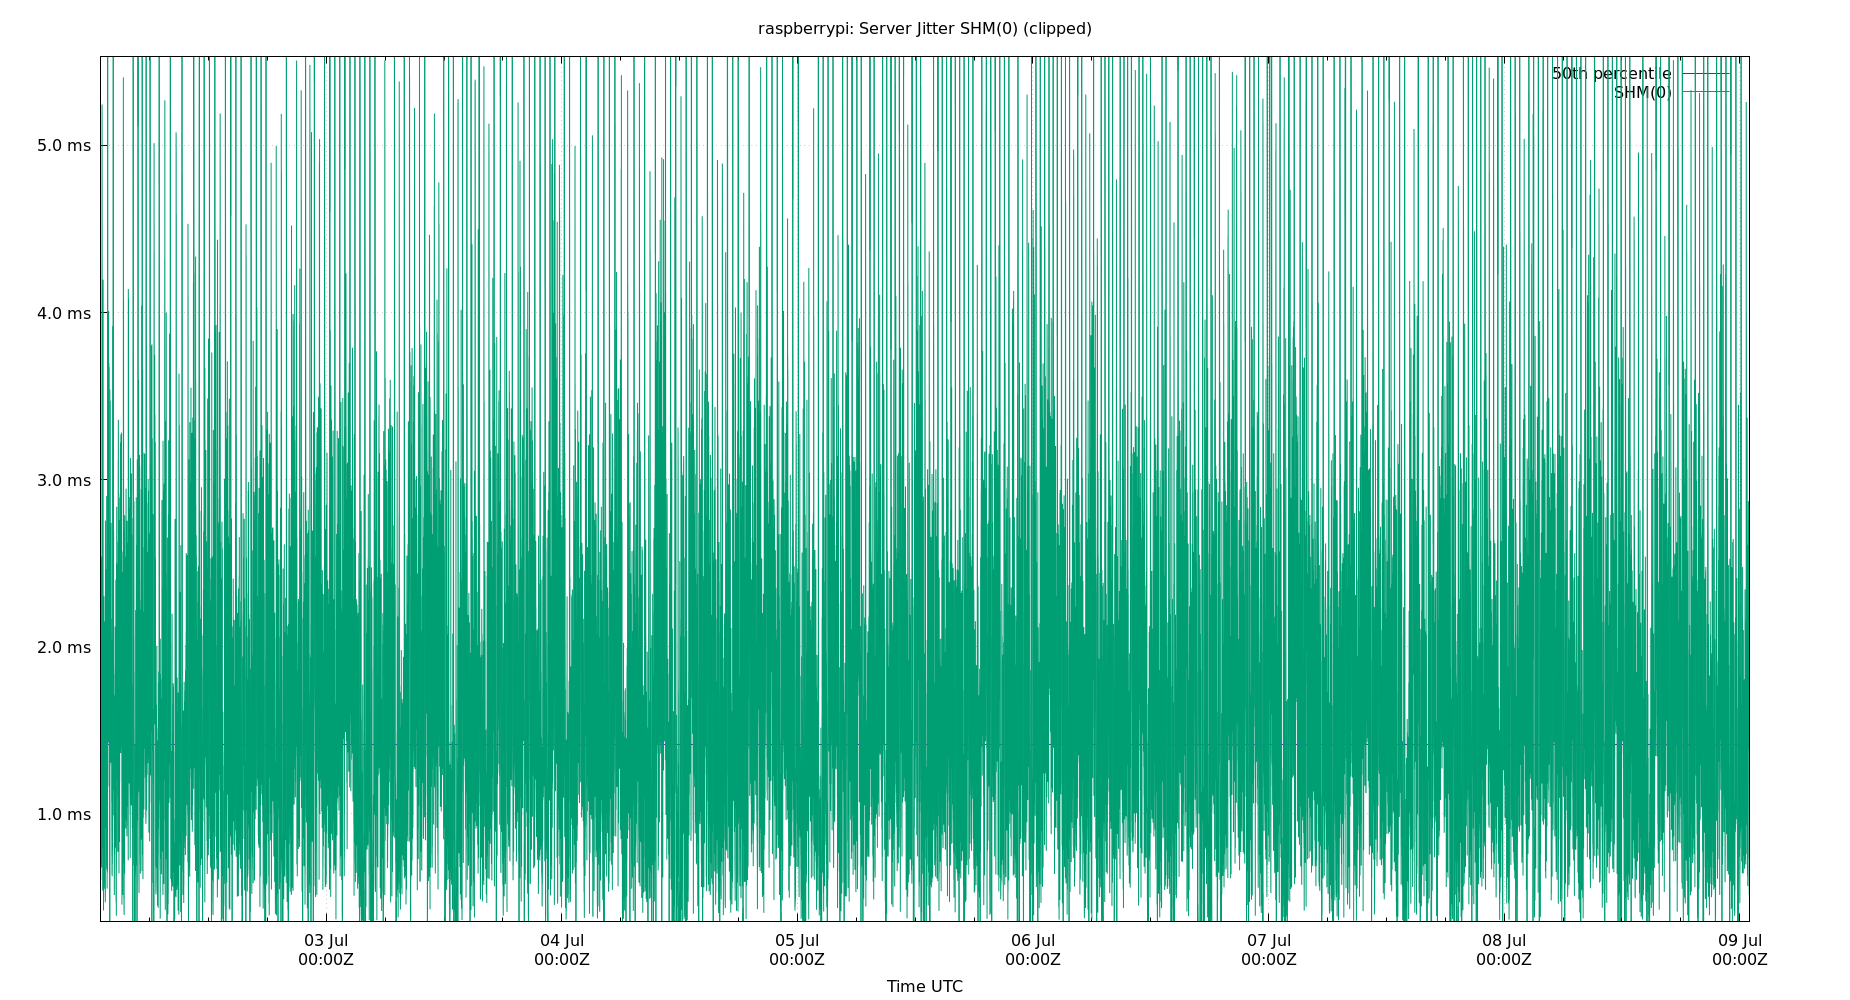 raspberrypi: Server Jitter SHM(0) (clipped)
50th percentile
SHM(0)
5.0 ms
4.0 ms
3.0 ms
2.0 ms
1.0 ms
03 Jul 04 Jul 05 Jul 06 Jul 07 Jul 08 Jul 09 Jul
00:00Z 00:00Z 00:00Z 00:00Z 00:00Z 00:00Z 00:00Z
Time UTC